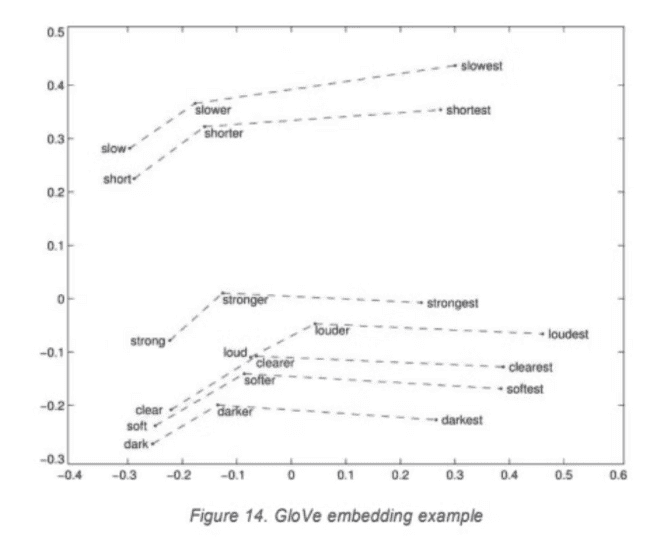 0.5
slowest
0.4
slower
shortest
shorter
0.3
slow
short
0.2
0.1
0
stronger
strongest
louder
loudest
strong
−0.1
loud
clearer
clearest
softer
softest
−0.2
clear
darker
soft
darkest
dark
−0.3
−0.4 −0.3 −0.2 −0.1 0 0.1 0.2 0.3 0.4 0.5 0.6
Figure 14. GloVe embedding example